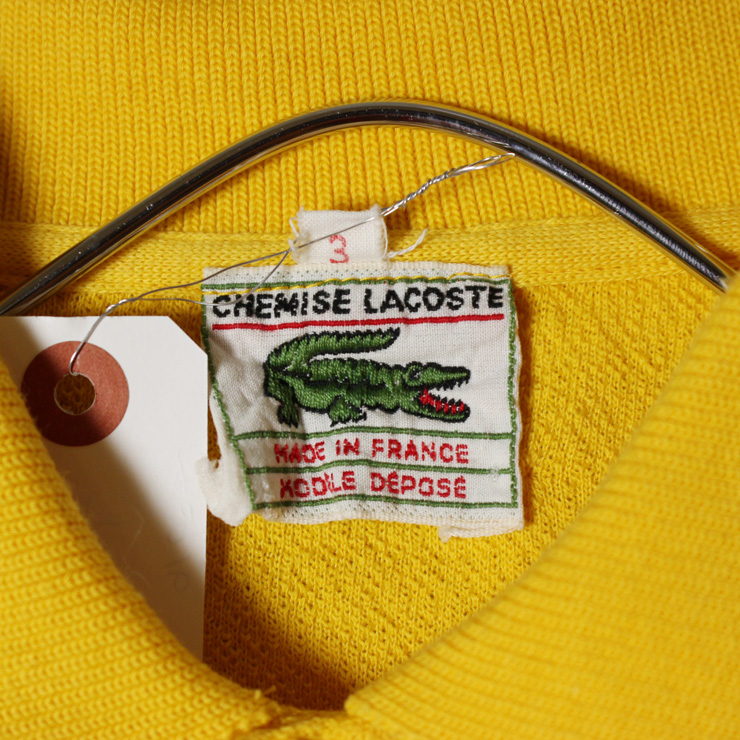 3
CHEMISE LACOSTE
MADE IN FRANCE
MODÈLE DÉPOSÉ